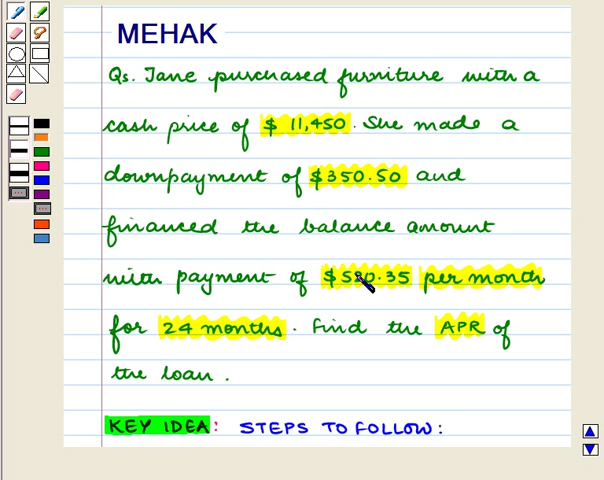 MEHAK
Qs. Jane purchased furniture with a
cash price of $ 11,450. She made a
downpayment of $350.50 and
financed the balance amount
with payment of .35 per month
for 24 months. Find the APR of
the loan.
KEY IDEA: STEPS TO FOLLOW: